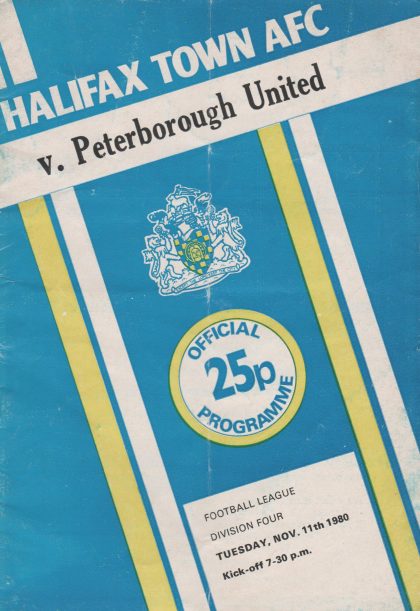 HALIFAX TOWN AFC
v. Peterborough United
OFFICIAL
25p
PROGRAMME
FOOTBALL LEAGUE
DIVISION FOUR
TUESDAY, NOV. 11th 1980
Kick-off 7-30 p.m.